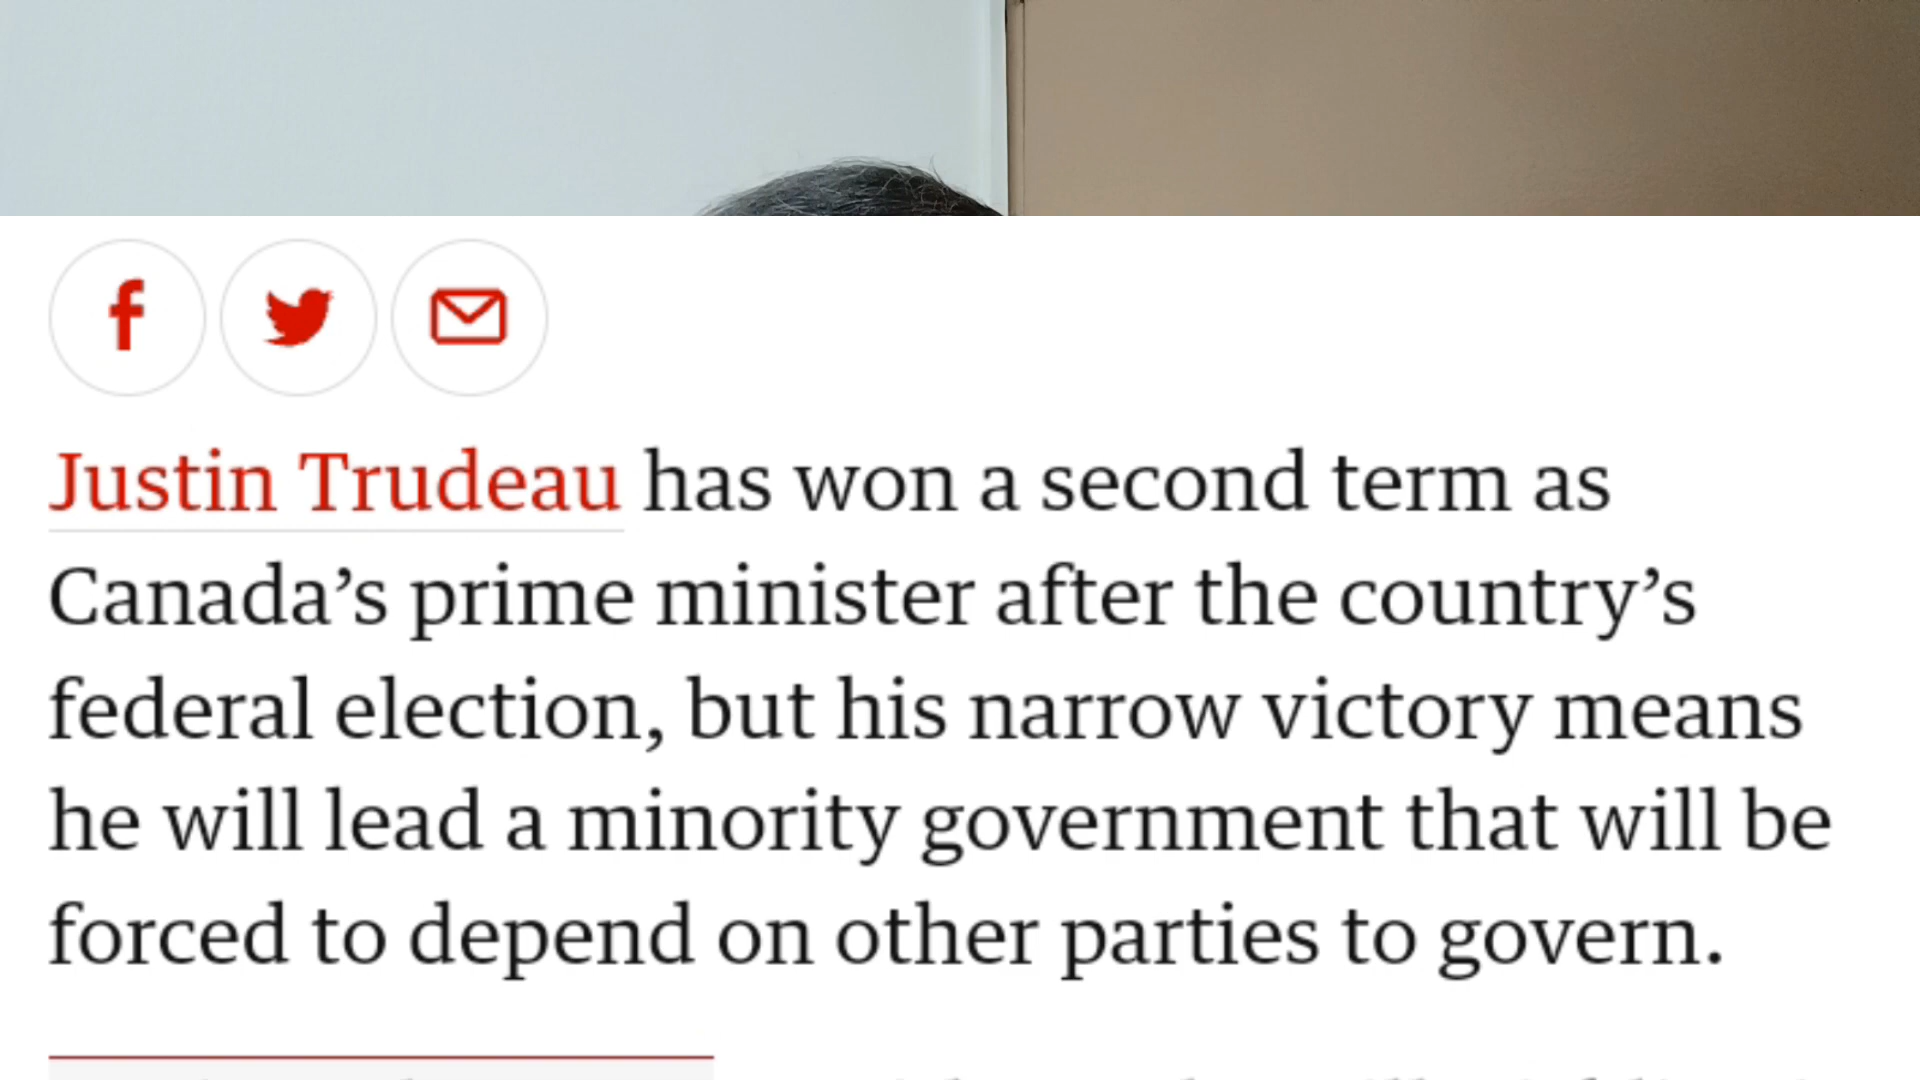 Justin Trudeau has won a second term as
Canada’s prime minister after the country’s
federal election, but his narrow victory means
he will lead a minority government that will be
forced to depend on other parties to govern.